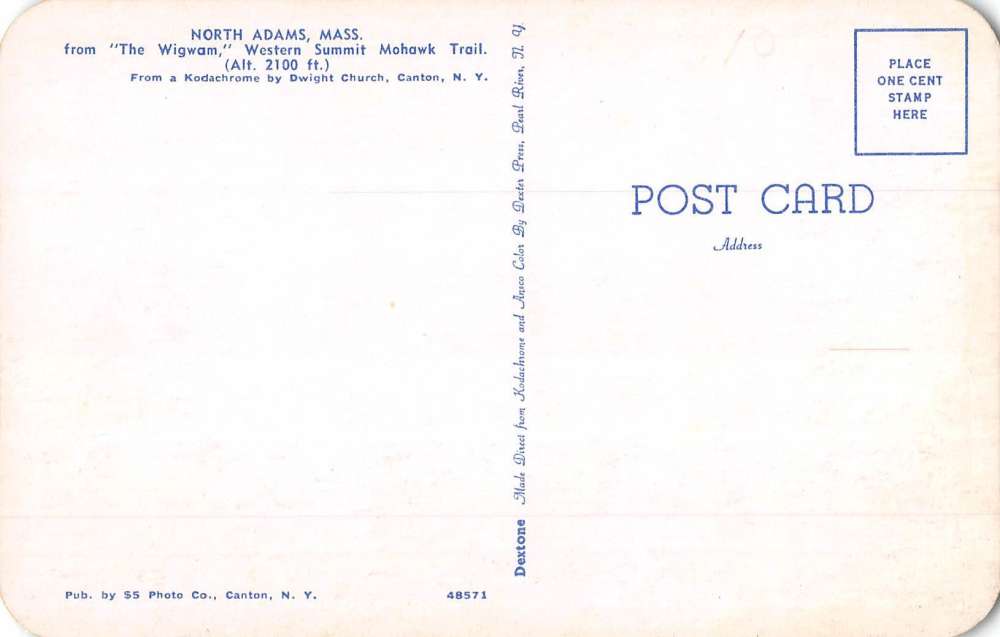 NORTH ADAMS, MASS.
from "The Wigwam," Western Summit Mohawk Trail.
(Alt. 2100 ft.)
From a Kodachrome by Dwight Church, Canton, N. Y.
Pub. by S5 Photo Co., Canton, N. Y.
48571
Dextone Made Direct from Kodachrome and Ansco Color By Dexter Press, Pearl River, N. Y.
10
PLACE
ONE CENT
STAMP
HERE
POST CARD
Address